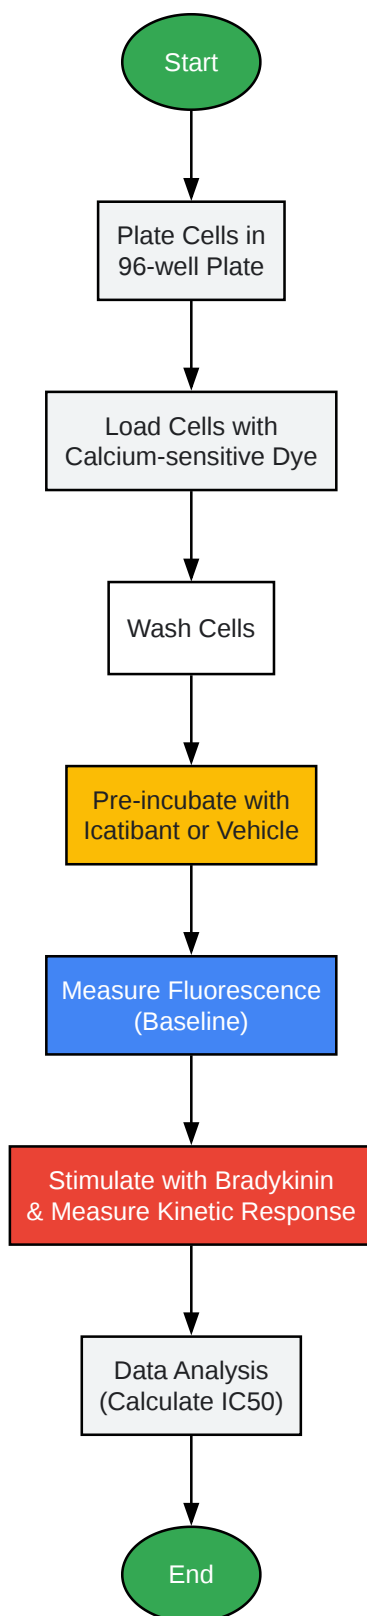 Start
Plate Cells in
96-well Plate
Load Cells with
Calcium-sensitive Dye
Wash Cells
Pre-incubate with
Icatibant or Vehicle
Measure Fluorescence
(Baseline)
Stimulate with Bradykinin
& Measure Kinetic Response
Data Analysis
(Calculate IC50)
End